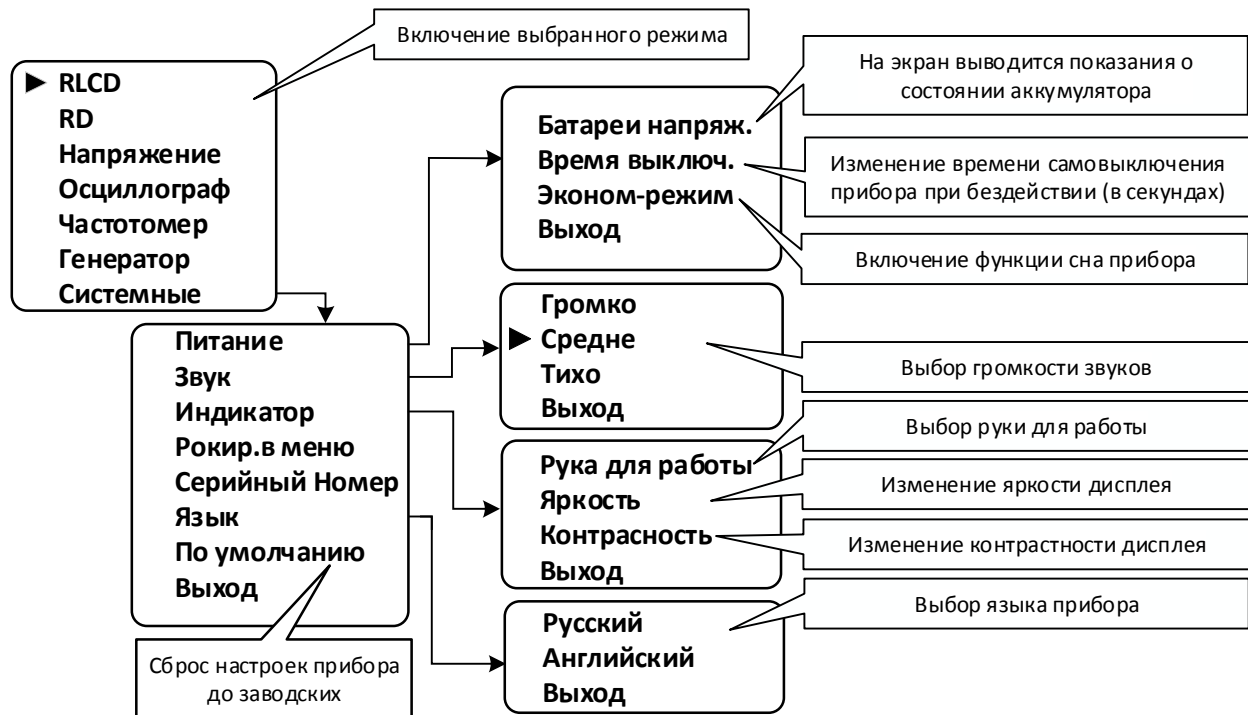 Включение выбранного режима
RLCD
RD
Напряжение
Осциллограф
Частотомер
Генератор
Системные
Питание
Звук
Индикатор
Рокир.в меню
Серийный Номер
Язык
По умолчанию
Выход
Сброс настроек прибора
до заводских
Батареи напряж.
Время выключ.
Эконом-режим
Выход
На экран выводится показания о
состоянии аккумулятора
Изменение времени самовыключения
прибора при бездействии (в секундах)
Включение функции сна прибора
Громко
Средне
Тихо
Выход
Выбор громкости звуков
Рука для работы
Яркость
Контрасность
Выход
Выбор руки для работы
Изменение яркости дисплея
Изменение контрастности дисплея
Русский
Английский
Выход
Выбор языка прибора